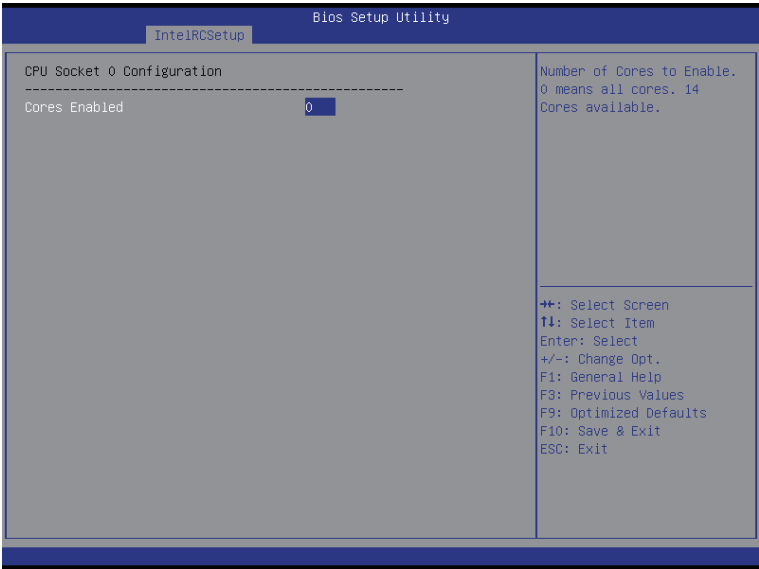 Bios Setup Utility
IntelRCSetup
CPU Socket 0 Configuration
--------------------------------------------------
Cores Enabled 0
Number of Cores to Enable.
0 means all cores. 14
Cores available.
→←: Select Screen
↑↓: Select Item
Enter: Select
+/-: Change Opt.
F1: General Help
F3: Previous Values
F9: Optimized Defaults
F10: Save & Exit
ESC: Exit